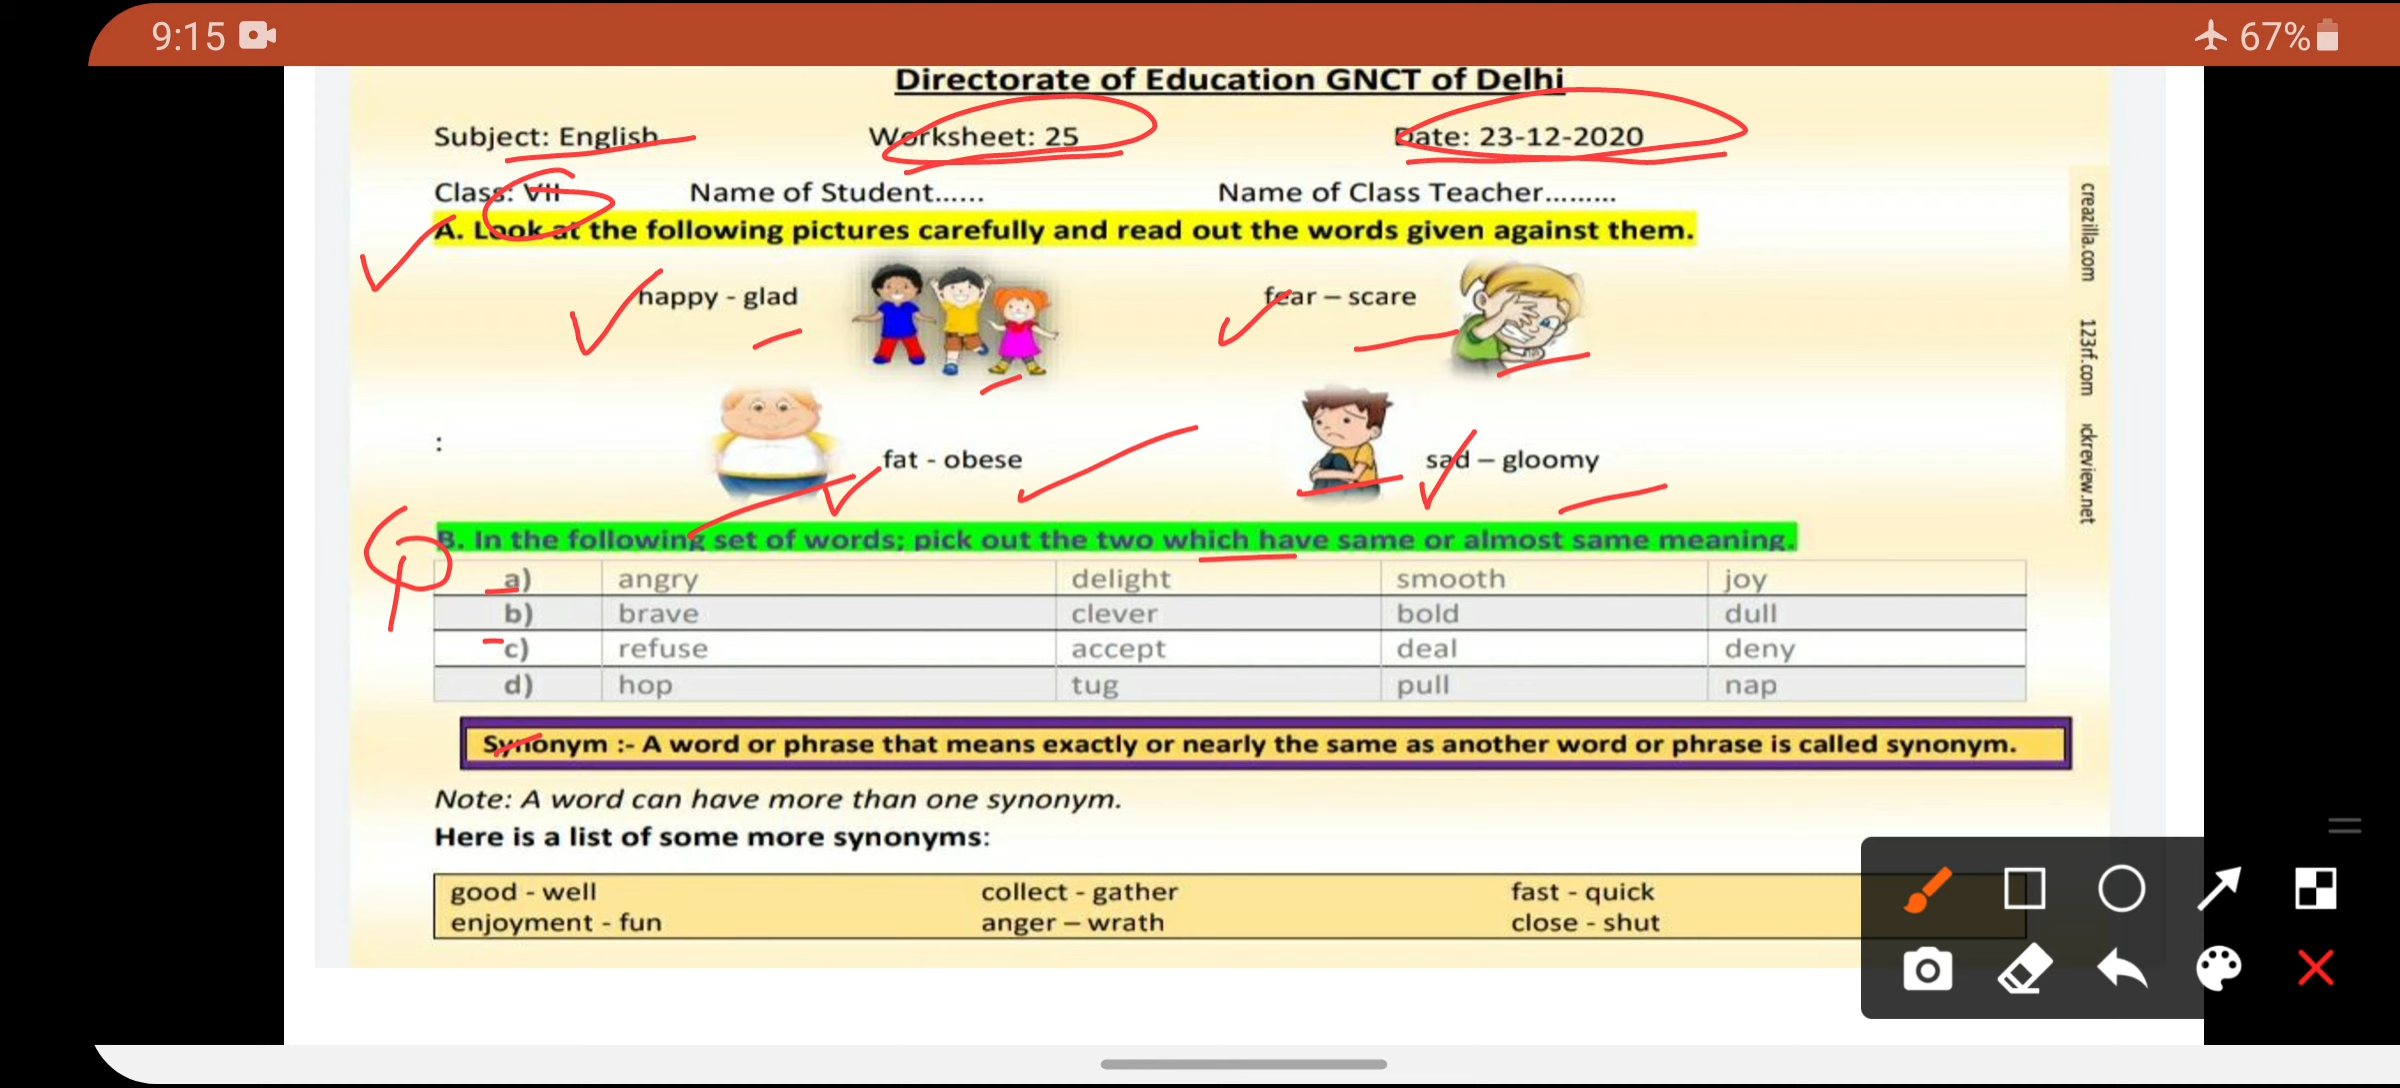 9:15 67%
Directorate of Education GNCT of Delhi
Subject: English Worksheet: 25 Date: 23-12-2020
Class: VII Name of Student...... Name of Class Teacher.........
A. Look at the following pictures carefully and read out the words given against them.
happy - glad fear – scare
: fat - obese sad – gloomy
B. In the following set of words; pick out the two which have same or almost same meaning.
a) angry delight smooth joy
b) brave clever bold dull
c) refuse accept deal deny
d) hop tug pull nap
Synonym :- A word or phrase that means exactly or nearly the same as another word or phrase is called synonym.
Note: A word can have more than one synonym.
Here is a list of some more synonyms:
good - well collect - gather fast - quick
enjoyment - fun anger – wrath close - shut
creazilla.com 123rf.com ckreview.net